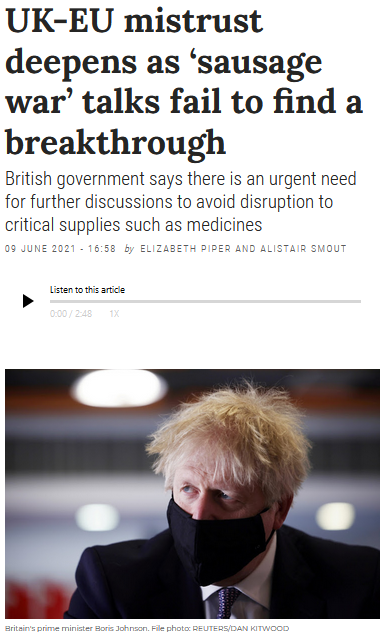 UK-EU mistrust
deepens as ‘sausage
war’ talks fail to find a
breakthrough
British government says there is an urgent need
for further discussions to avoid disruption to
critical supplies such as medicines
09 JUNE 2021 - 16:58 by ELIZABETH PIPER AND ALISTAIR SMOUT
Listen to this article
0:00 / 2:48 1X
Britain's prime minister Boris Johnson. File photo: REUTERS/DAN KITWOOD